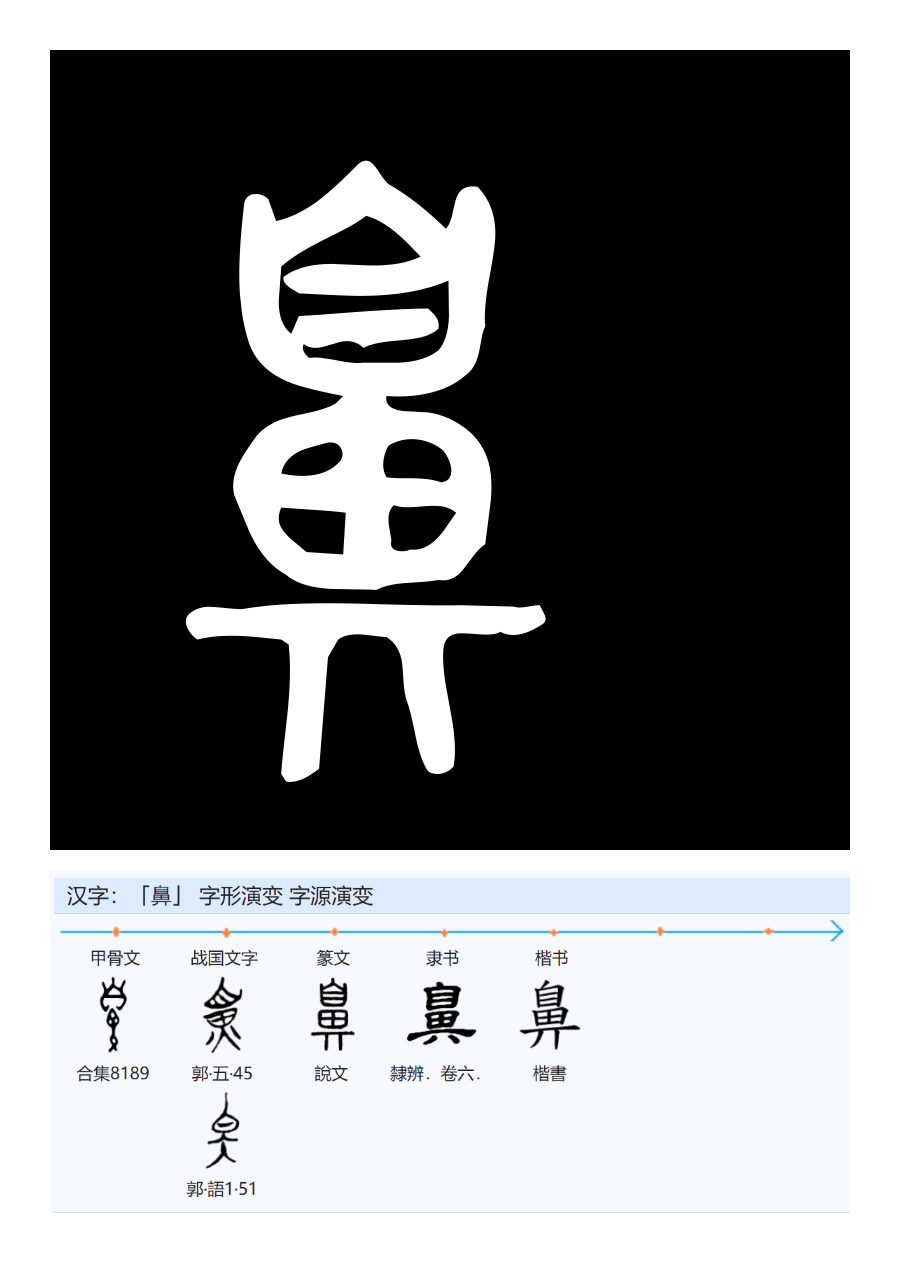 鼻
汉字：「鼻」 字形演变 字源演变
甲骨文 战国文字 篆文 隶书 楷书
合集8189 郭·五·45 說文 隸辨．卷六． 楷書
郭·語1·51